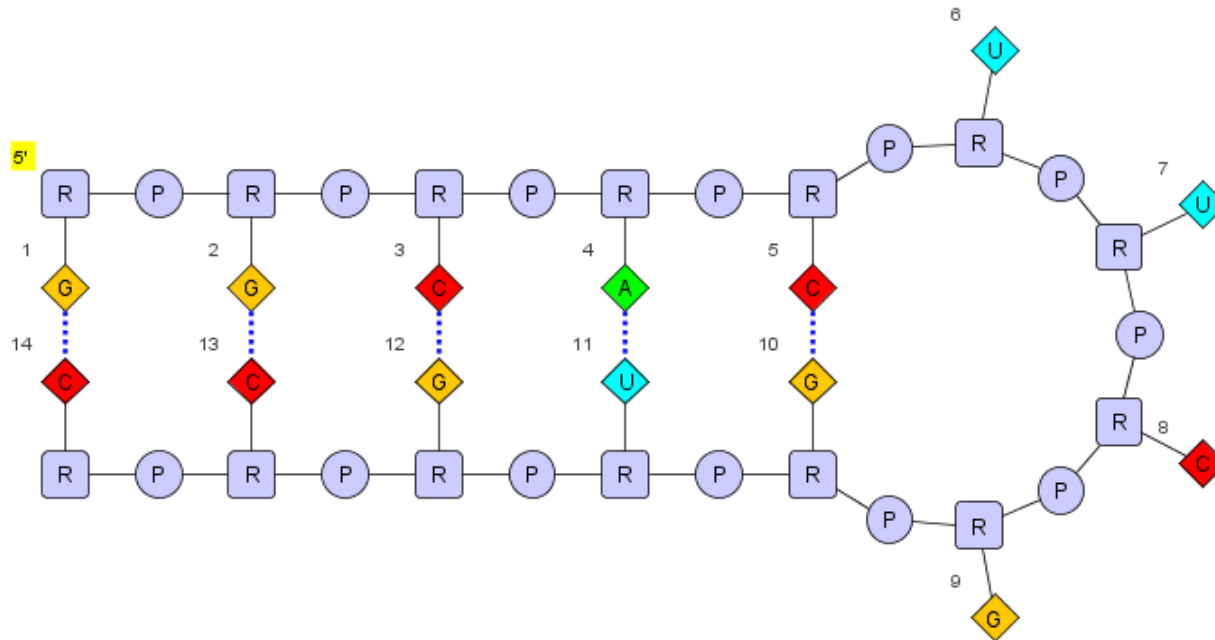 6
U
5'
P R
P 7
R P R P R P R P R U
R
1 2 3 4 5
G G C A C
P
14 13 12 11 10
C C G U G
R 8
C
R P R P R P R P R P
P R
9
G